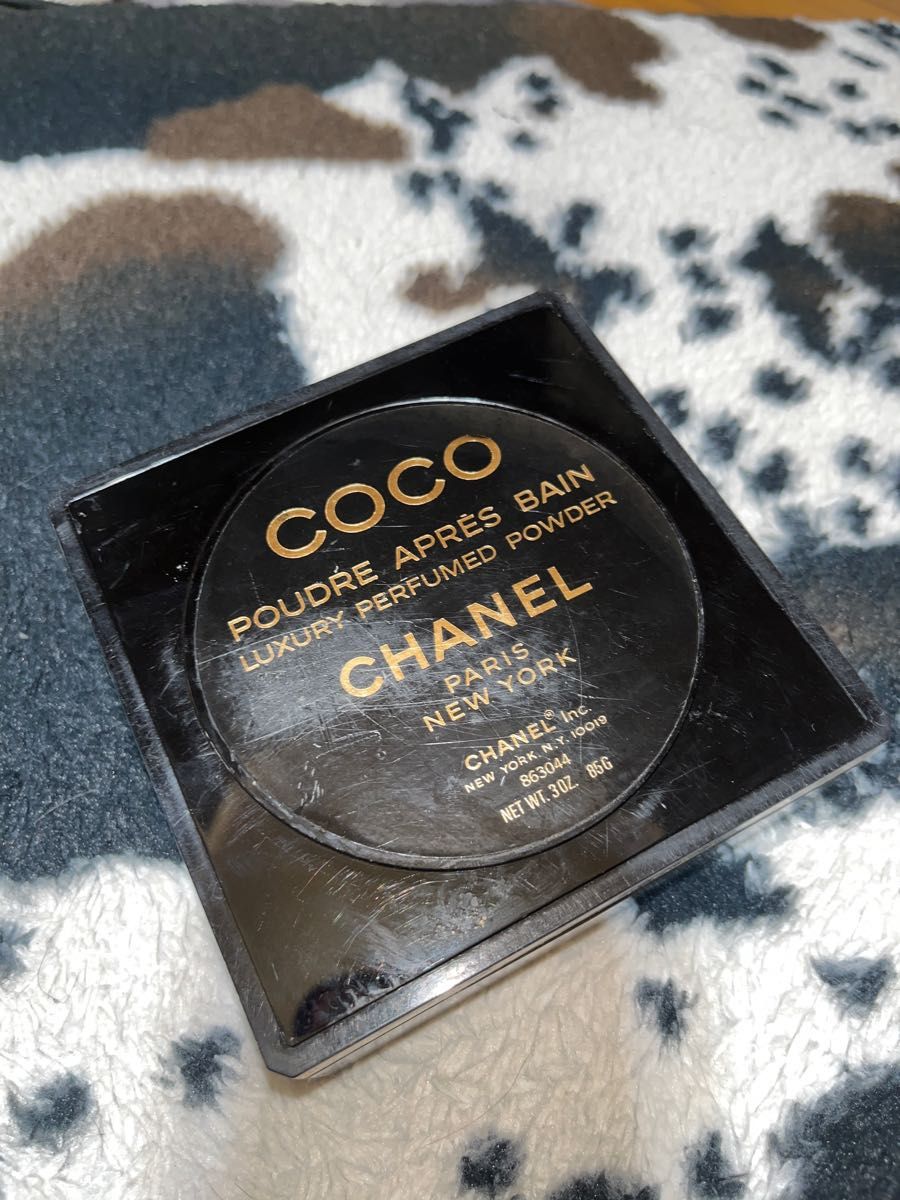 COCO
POUDRE APRÈS BAIN
LUXURY PERFUMED POWDER
CHANEL
PARIS
NEW YORK
CHANEL® Inc.
NEW YORK, N.Y. 10019
863044
NET WT. 3 OZ. 85G